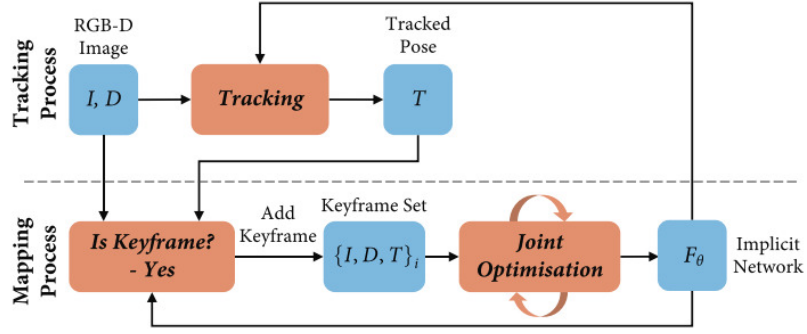 Tracking
Process
RGB-D
Image
I, D
Tracking
Tracked
Pose
T
Mapping
Process
Is Keyframe?
- Yes
Add
Keyframe
Keyframe Set
{I, D, T}ᵢ
Joint
Optimisation
F_θ
Implicit
Network